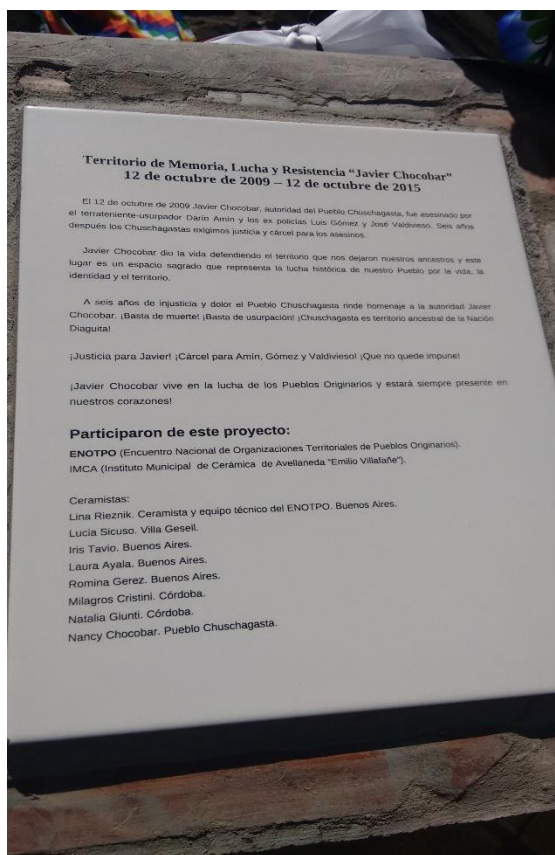 Territorio de Memoria, Lucha y Resistencia “Javier Chocobar”
12 de octubre de 2009 – 12 de octubre de 2015
El 12 de octubre de 2009 Javier Chocobar, autoridad del Pueblo Chuschagasta, fue asesinado por
el terrateniente-usurpador Darío Amín y los ex policías Luis Gómez y José Valdivieso. Seis años
después los Chuschagastas exigimos justicia y cárcel para los asesinos.
Javier Chocobar dio la vida defendiendo el territorio que nos dejaron nuestros ancestros y este
lugar es un espacio sagrado que representa la lucha histórica de nuestro Pueblo por la vida, la
identidad y el territorio.
A seis años de injusticia y dolor el Pueblo Chuschagasta rinde homenaje a la autoridad Javier
Chocobar. ¡Basta de muerte! ¡Basta de usurpación! ¡Chuschagasta es territorio ancestral de la Nación
Diaguita!
¡Justicia para Javier! ¡Cárcel para Amín, Gómez y Valdivieso! ¡Que no quede impune!
¡Javier Chocobar vive en la lucha de los Pueblos Originarios y estará siempre presente en
nuestros corazones!
Participaron de este proyecto:
ENOTPO (Encuentro Nacional de Organizaciones Territoriales de Pueblos Originarios).
IMCA (Instituto Municipal de Cerámica de Avellaneda "Emilio Villafañe").
Ceramistas:
Lina Rieznik. Ceramista y equipo técnico del ENOTPO. Buenos Aires.
Lucia Sicuso. Villa Gesell.
Iris Tavio. Buenos Aires.
Laura Ayala. Buenos Aires.
Romina Gerez. Buenos Aires.
Milagros Cristini. Córdoba.
Natalia Giunti. Córdoba.
Nancy Chocobar. Pueblo Chuschagasta.